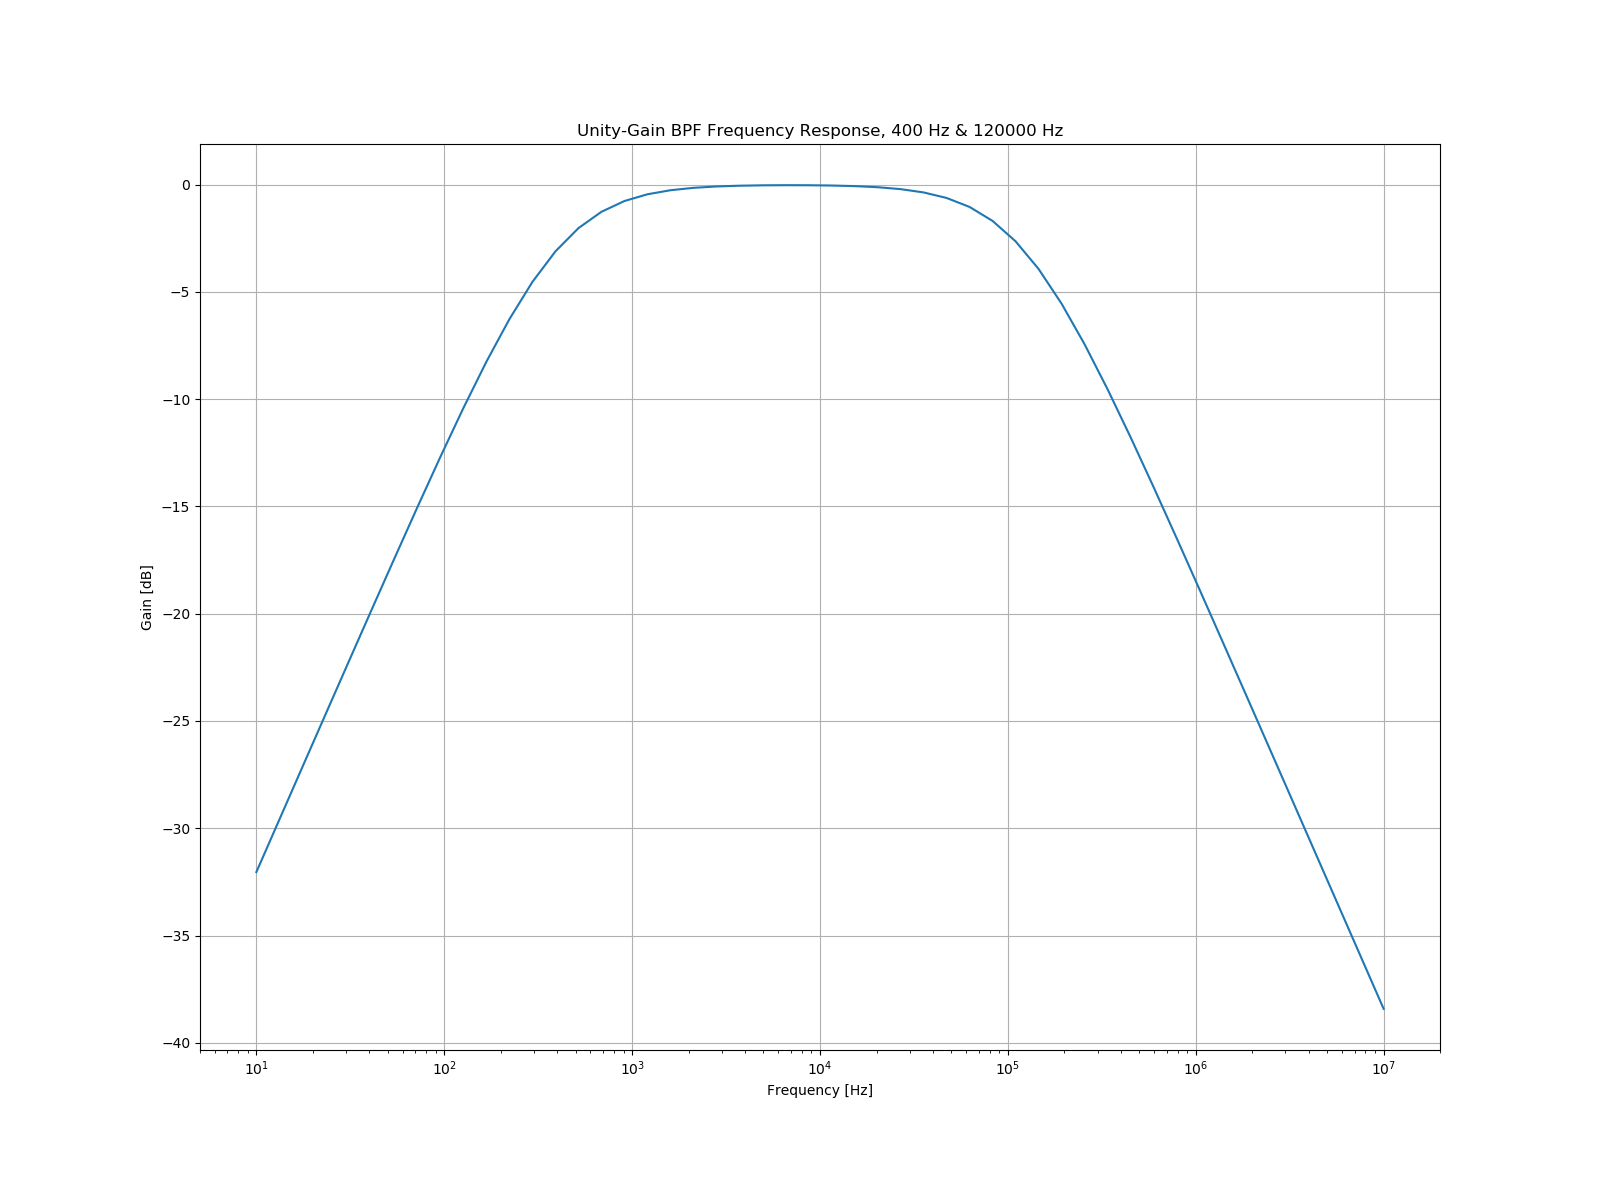 Unity-Gain BPF Frequency Response, 400 Hz & 120000 Hz
0
−5
−10
−15
−20
−25
−30
−35
−40
Gain [dB]
10¹ 10² 10³ 10⁴ 10⁵ 10⁶ 10⁷
Frequency [Hz]